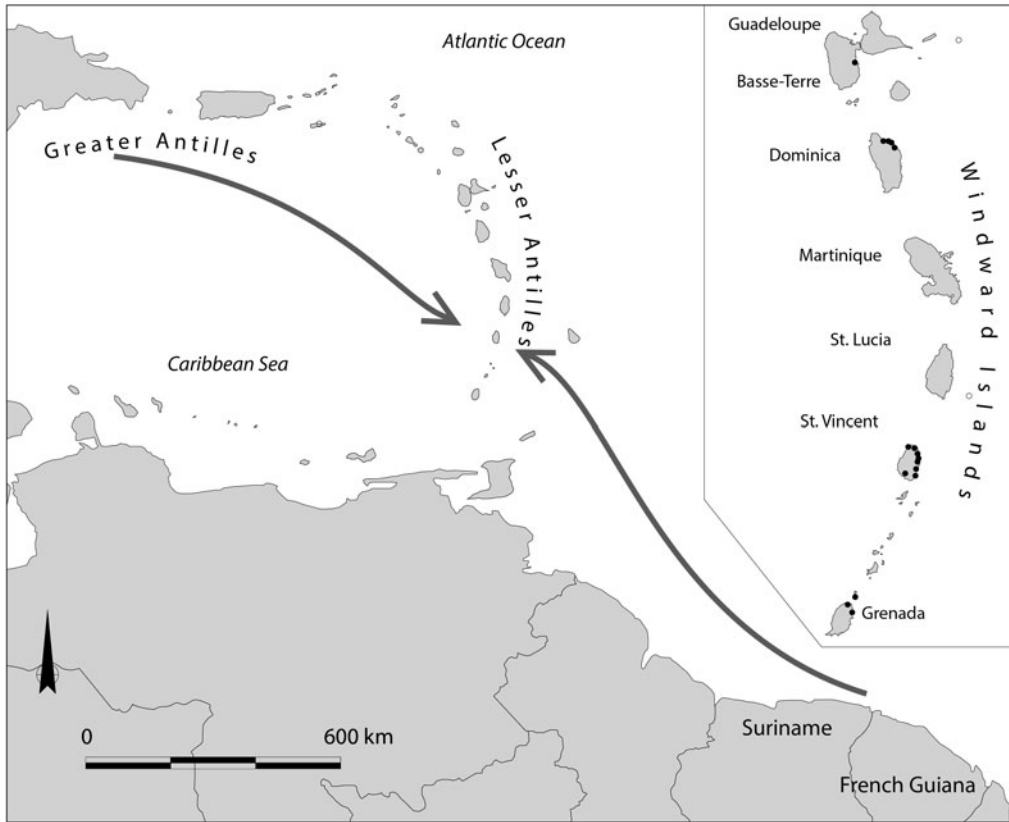 Atlantic Ocean
Greater Antilles
Lesser Antilles
Caribbean Sea
0 600 km
Suriname
French Guiana
Guadeloupe
Basse-Terre
Dominica
Martinique
St. Lucia
St. Vincent
Grenada
Windward Islands